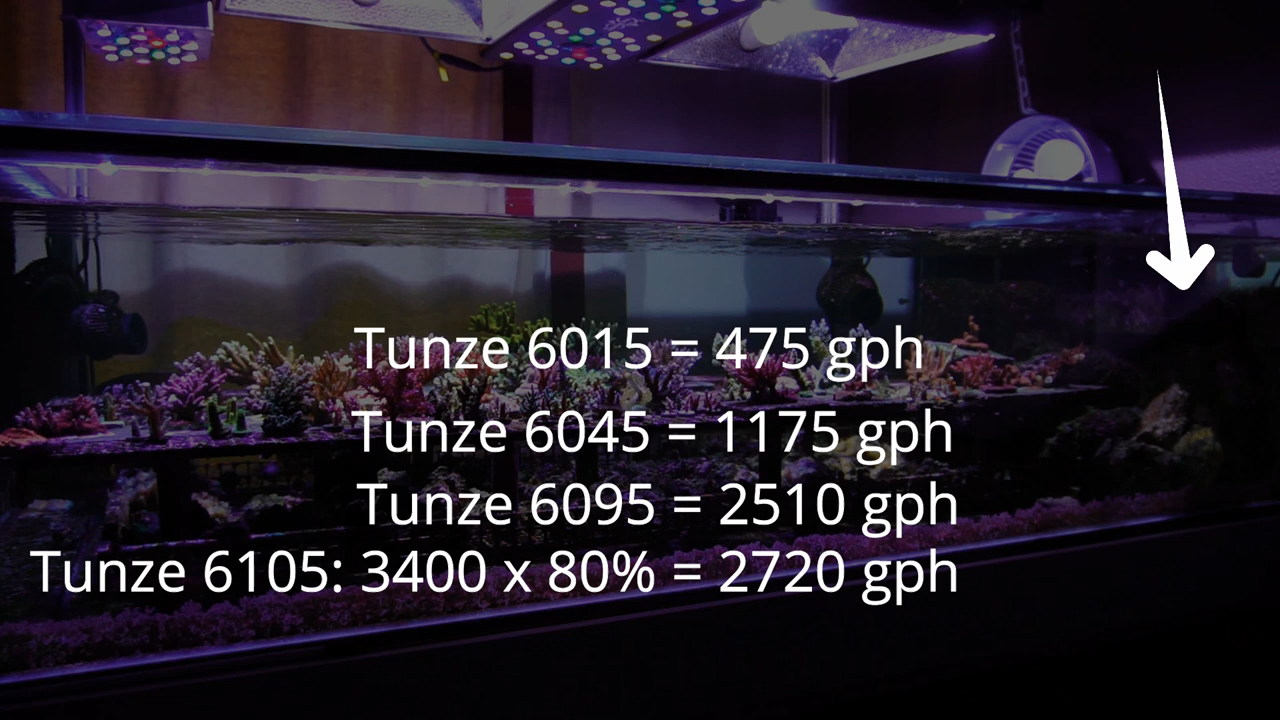 Tunze 6015 = 475 gph
Tunze 6045 = 1175 gph
Tunze 6095 = 2510 gph
Tunze 6105: 3400 x 80% = 2720 gph